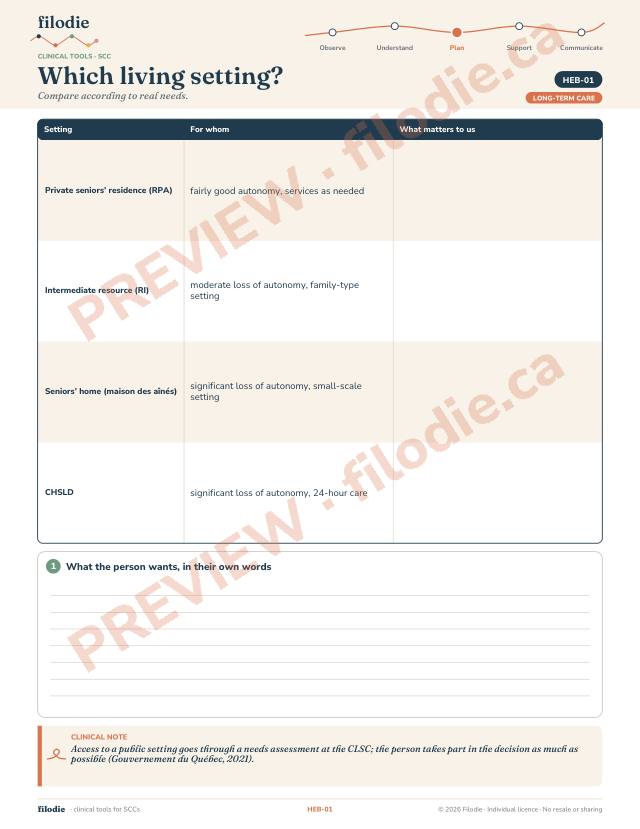 filodie
Observe Understand Plan Support Communicate
CLINICAL TOOLS · SCC
Which living setting?
Compare according to real needs.
HEB-01
LONG-TERM CARE
Setting For whom What matters to us
Private seniors' residence (RPA) fairly good autonomy, services as needed
Intermediate resource (RI) moderate loss of autonomy, family-type
setting
Seniors' home (maison des aînés) significant loss of autonomy, small-scale
setting
CHSLD significant loss of autonomy, 24-hour care
PREVIEW · filodie.ca
1 What the person wants, in their own words
PREVIEW · filodie.ca
CLINICAL NOTE
Access to a public setting goes through a needs assessment at the CLSC; the person takes part in the decision as much as
possible (Gouvernement du Québec, 2021).
filodie · clinical tools for SCCs HEB-01 © 2026 Filodie · Individual licence · No resale or sharing